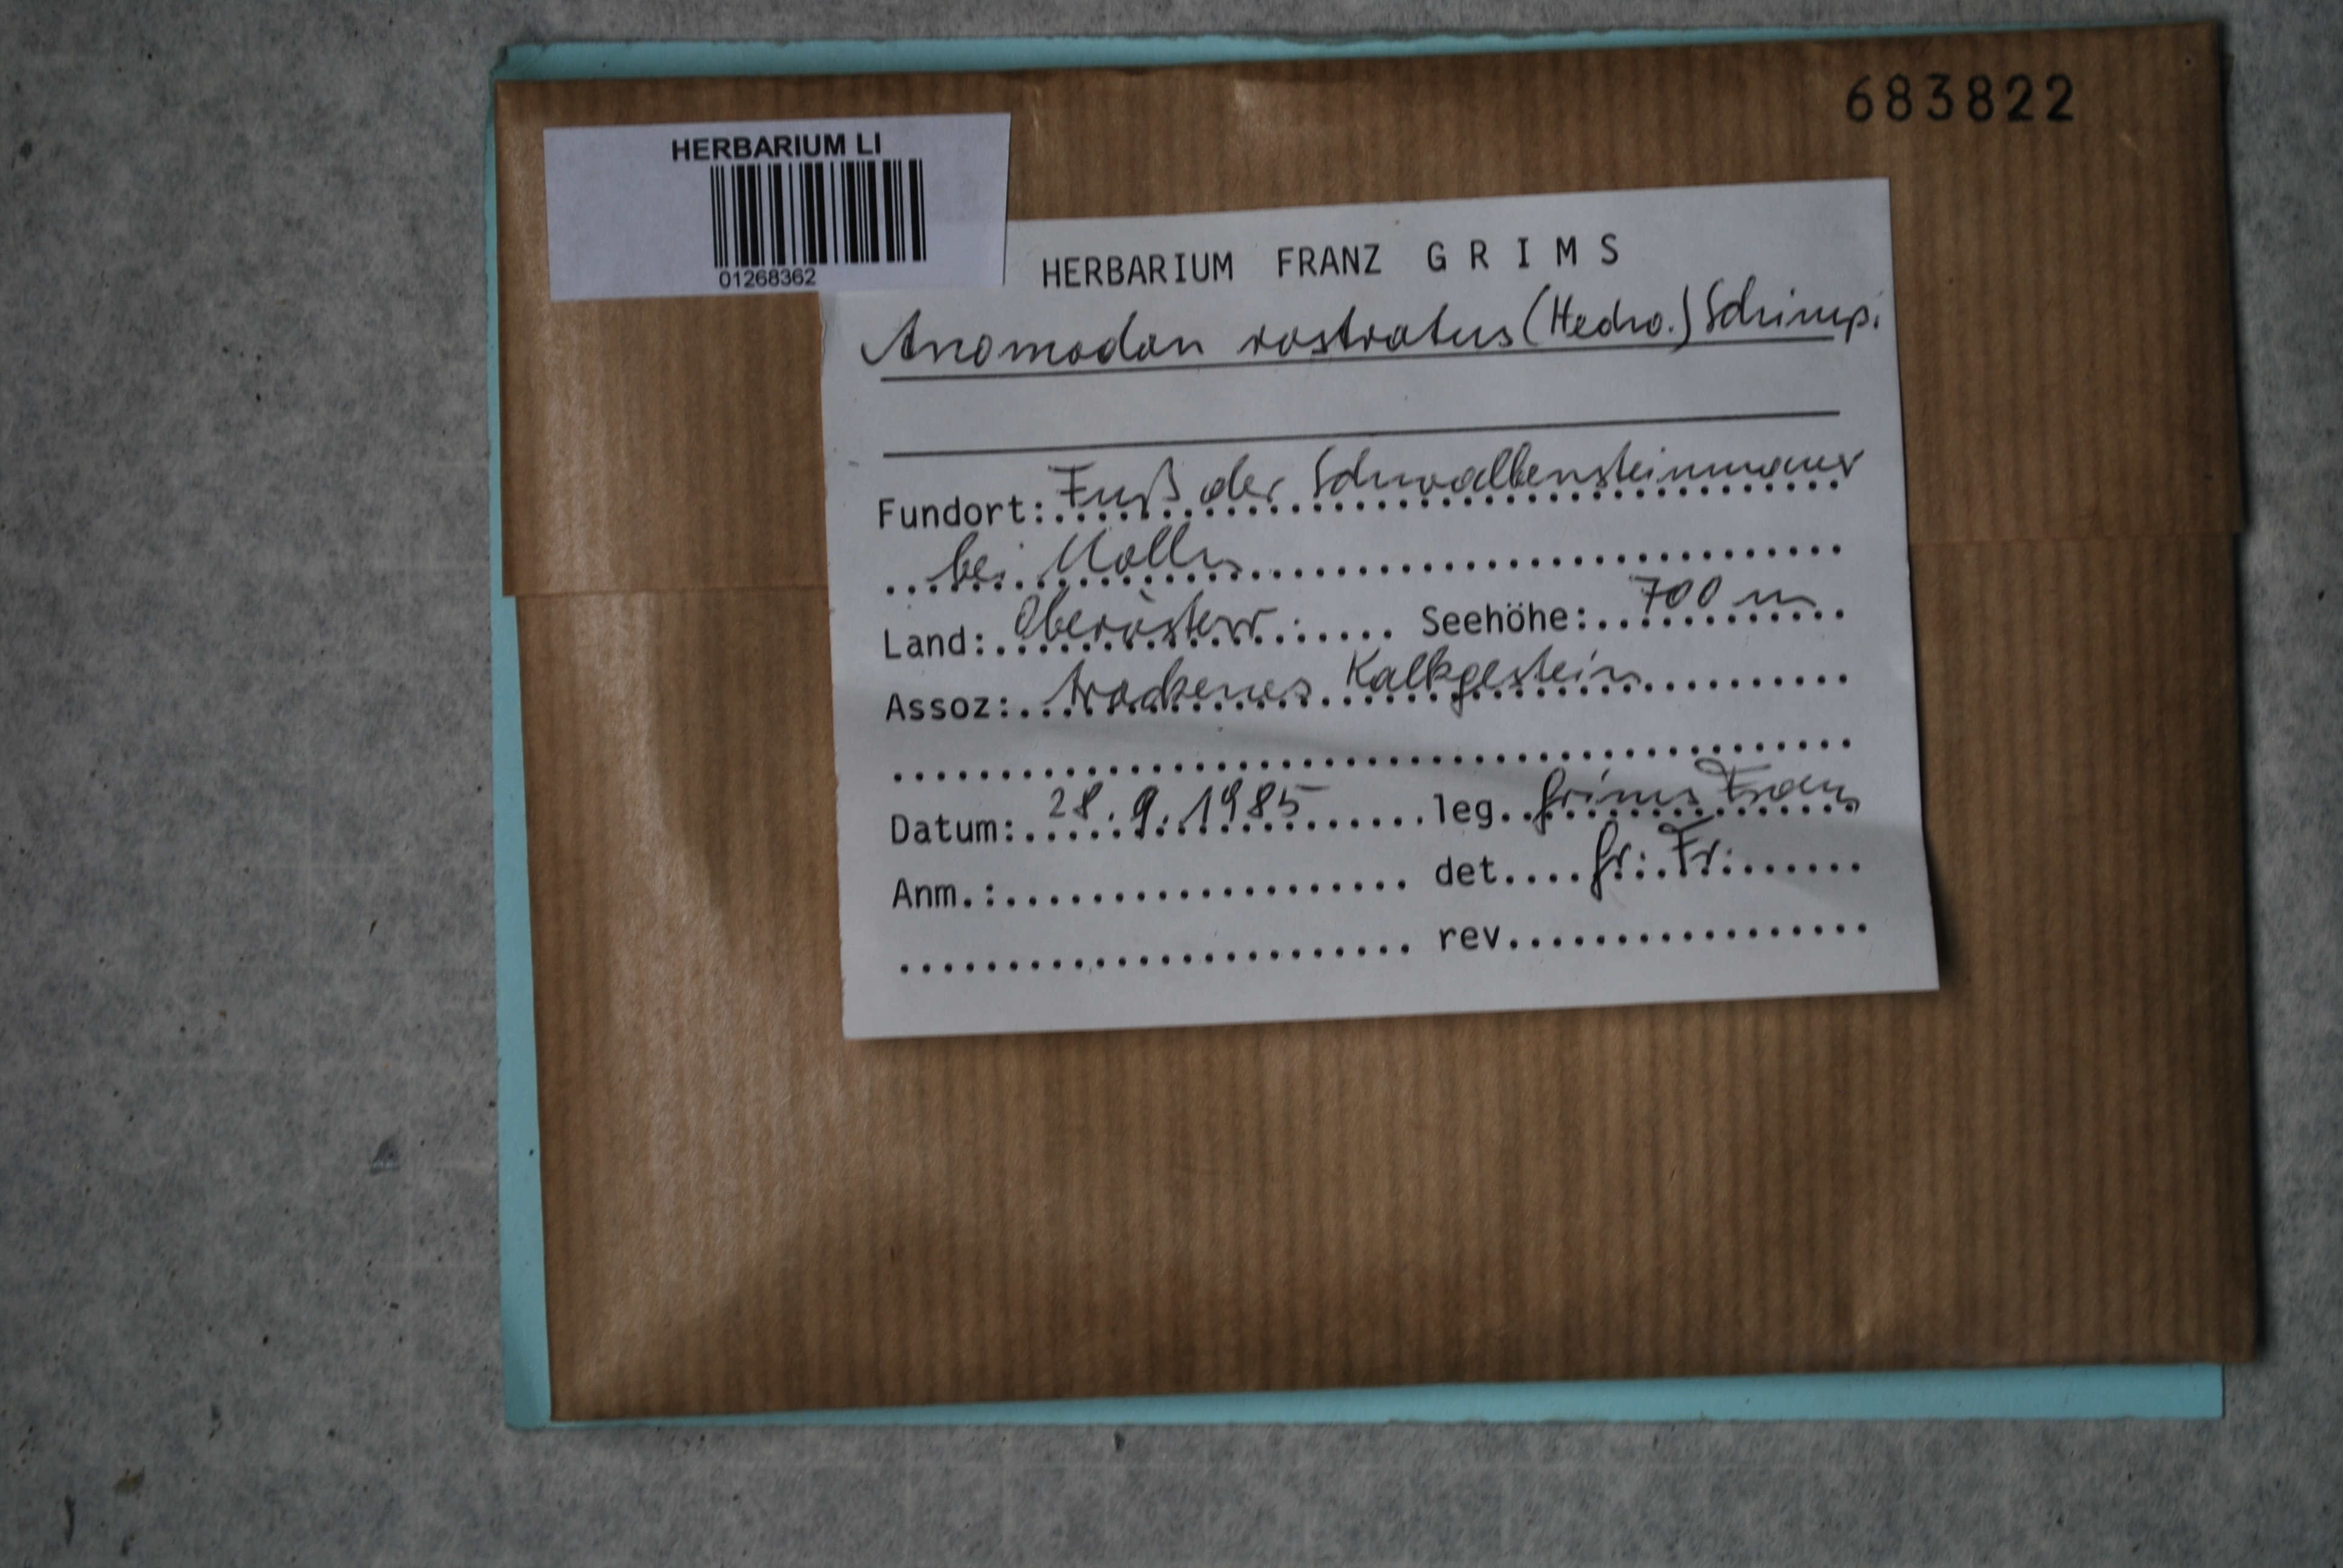 683822
HERBARIUM LI
01268362
HERBARIUM FRANZ GRIMS
Anomodon rostratus (Hedw.) Schimp.
Fundort: Fuß der Schwalbensteinmauer
bei Molln
Land: Oberösterr. Seehöhe: 700 m
Assoz: trockenes Kalkgestein
Datum: 28.9.1985 leg. Grims Franz
Anm.: det. Gr. Fr.
rev.